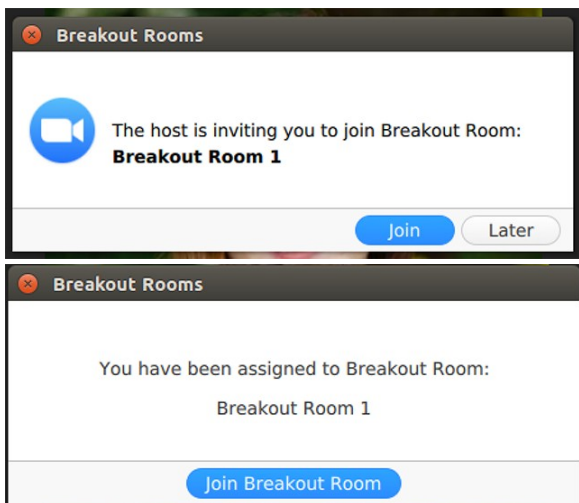 Breakout Rooms
The host is inviting you to join Breakout Room:
Breakout Room 1
Join Later
Breakout Rooms
You have been assigned to Breakout Room:
Breakout Room 1
Join Breakout Room